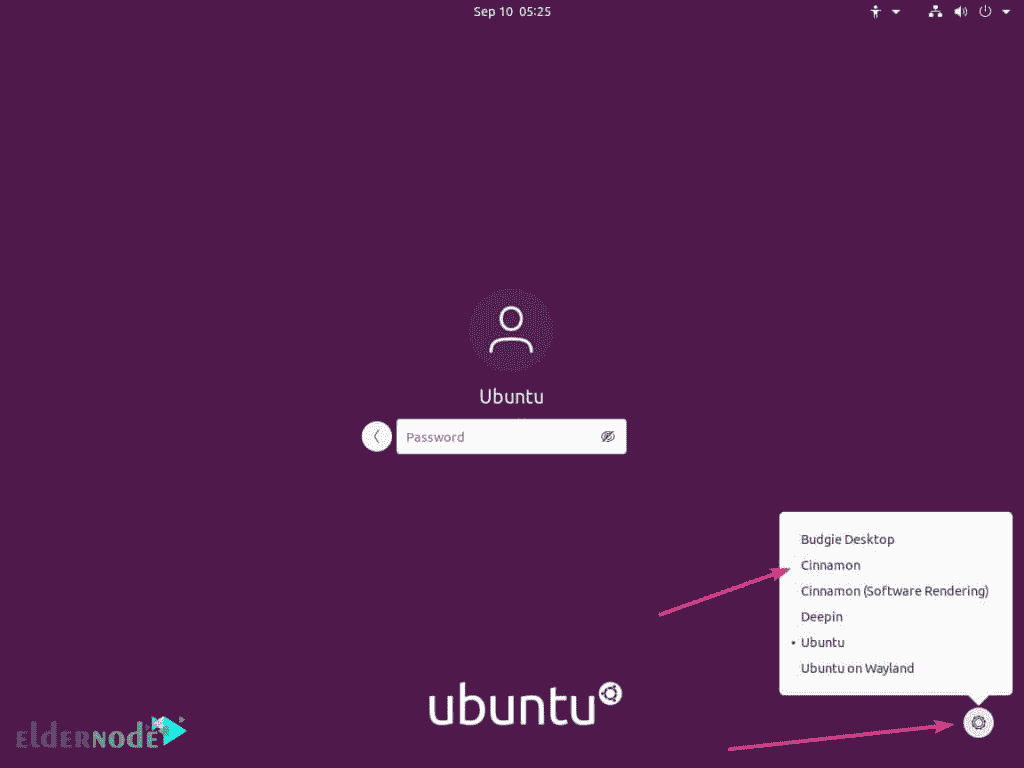 Sep 10 05:25
Ubuntu
Password
Budgie Desktop
Cinnamon
Cinnamon (Software Rendering)
Deepin
Ubuntu
Ubuntu on Wayland
ubuntu
elderNODE